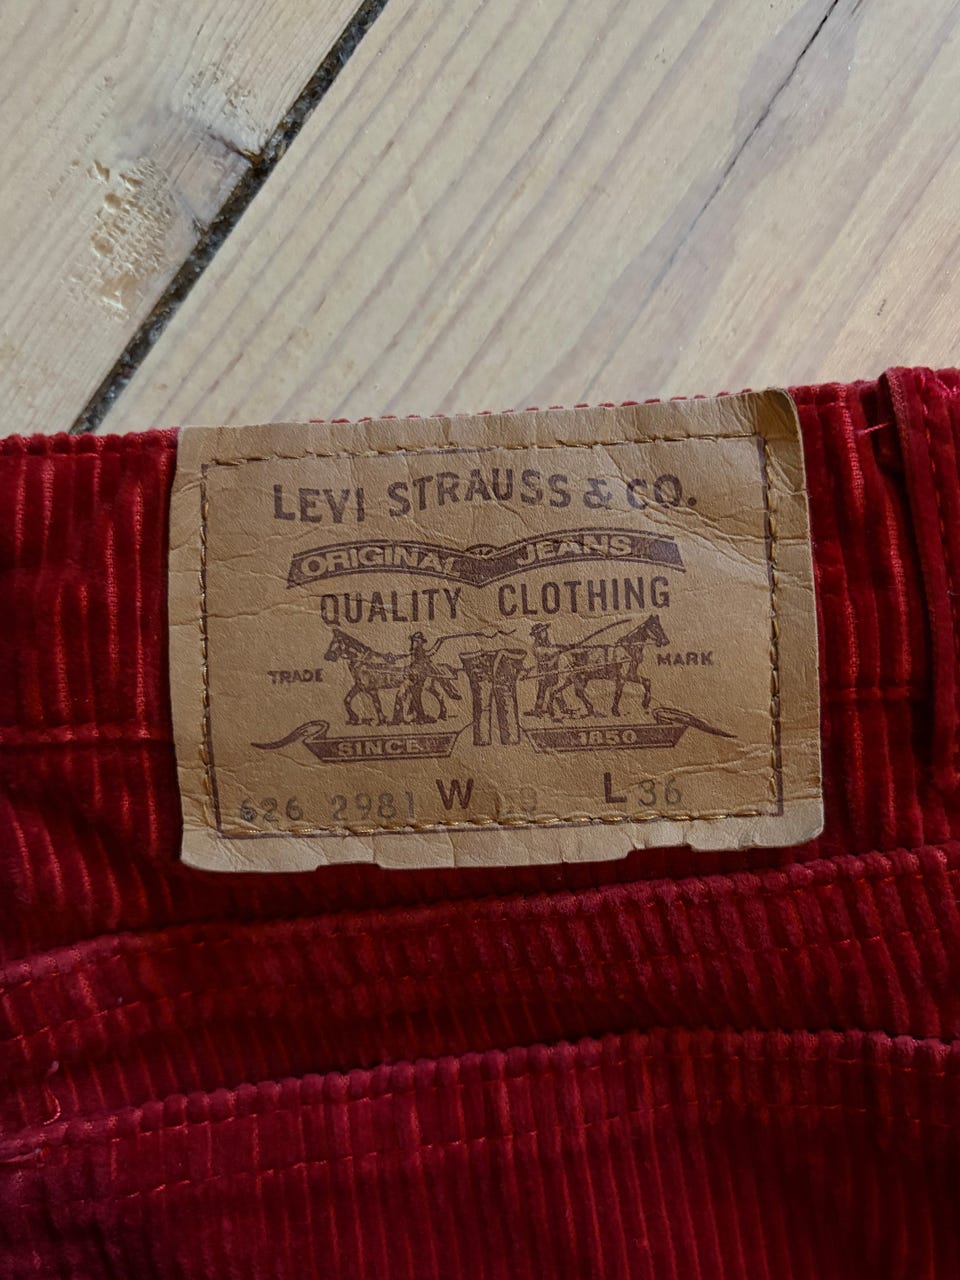 LEVI STRAUSS & CO.
ORIGINAL JEANS
QUALITY CLOTHING
TRADE MARK
SINCE 1850
626 2981 W L 36